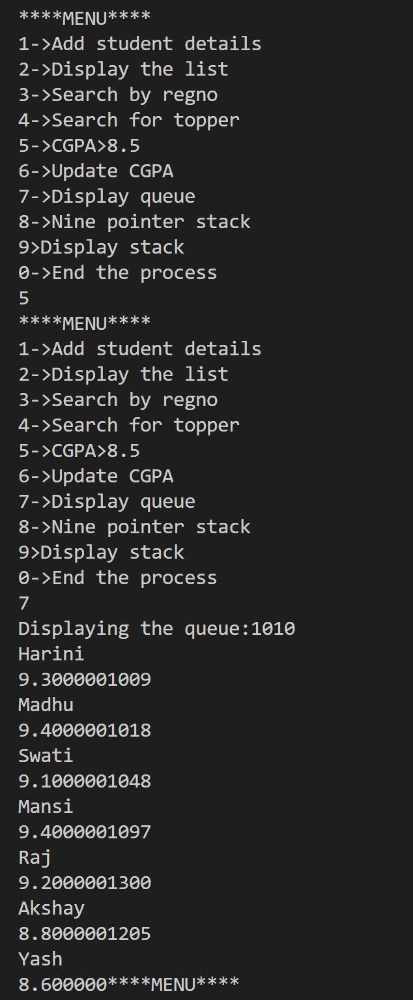 ****MENU****
1->Add student details
2->Display the list
3->Search by regno
4->Search for topper
5->CGPA>8.5
6->Update CGPA
7->Display queue
8->Nine pointer stack
9>Display stack
0->End the process
5
****MENU****
1->Add student details
2->Display the list
3->Search by regno
4->Search for topper
5->CGPA>8.5
6->Update CGPA
7->Display queue
8->Nine pointer stack
9>Display stack
0->End the process
7
Displaying the queue:1010
Harini
9.3000001009
Madhu
9.4000001018
Swati
9.1000001048
Mansi
9.4000001097
Raj
9.2000001300
Akshay
8.8000001205
Yash
8.600000****MENU****